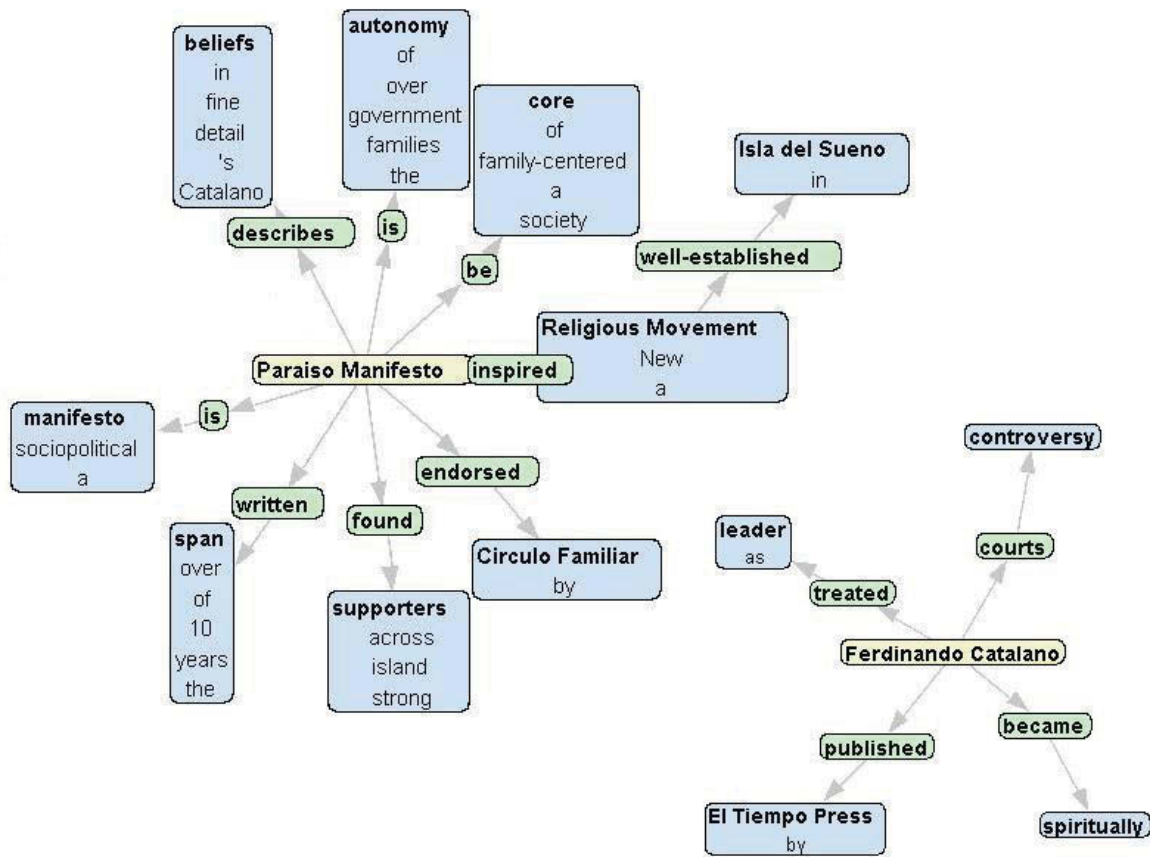 beliefs
in
fine
detail
's
Catalano
autonomy
of
over
government
families
the
core
of
family-centered
a
society
Isla del Sueno
in
describes
is
be
well-established
Religious Movement
New
a
Paraiso Manifesto
inspired
manifesto
sociopolitical
a
is
written
found
endorsed
span
over
of
10
years
the
supporters
across
island
strong
Circulo Familiar
by
controversy
leader
as
courts
treated
Ferdinando Catalano
published
became
El Tiempo Press
by
spiritually